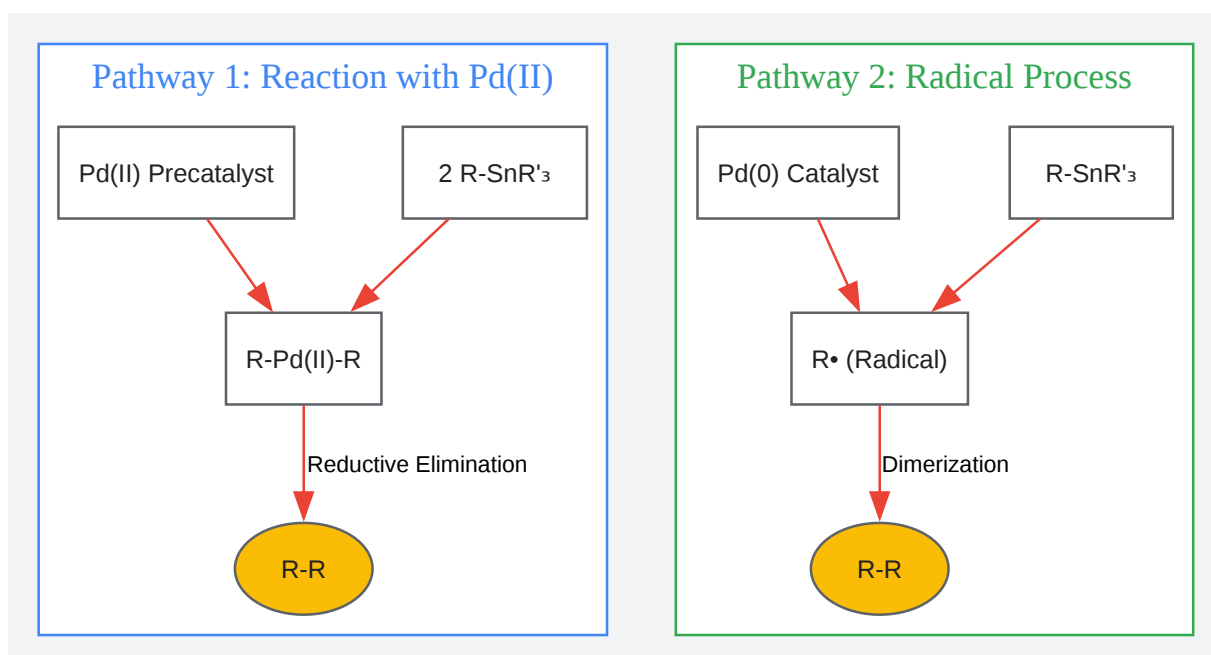 Pathway 1: Reaction with Pd(II)
Pd(II) Precatalyst
2 R-SnR'₃
R-Pd(II)-R
Reductive Elimination
R-R
Pathway 2: Radical Process
Pd(0) Catalyst
R-SnR'₃
R• (Radical)
Dimerization
R-R